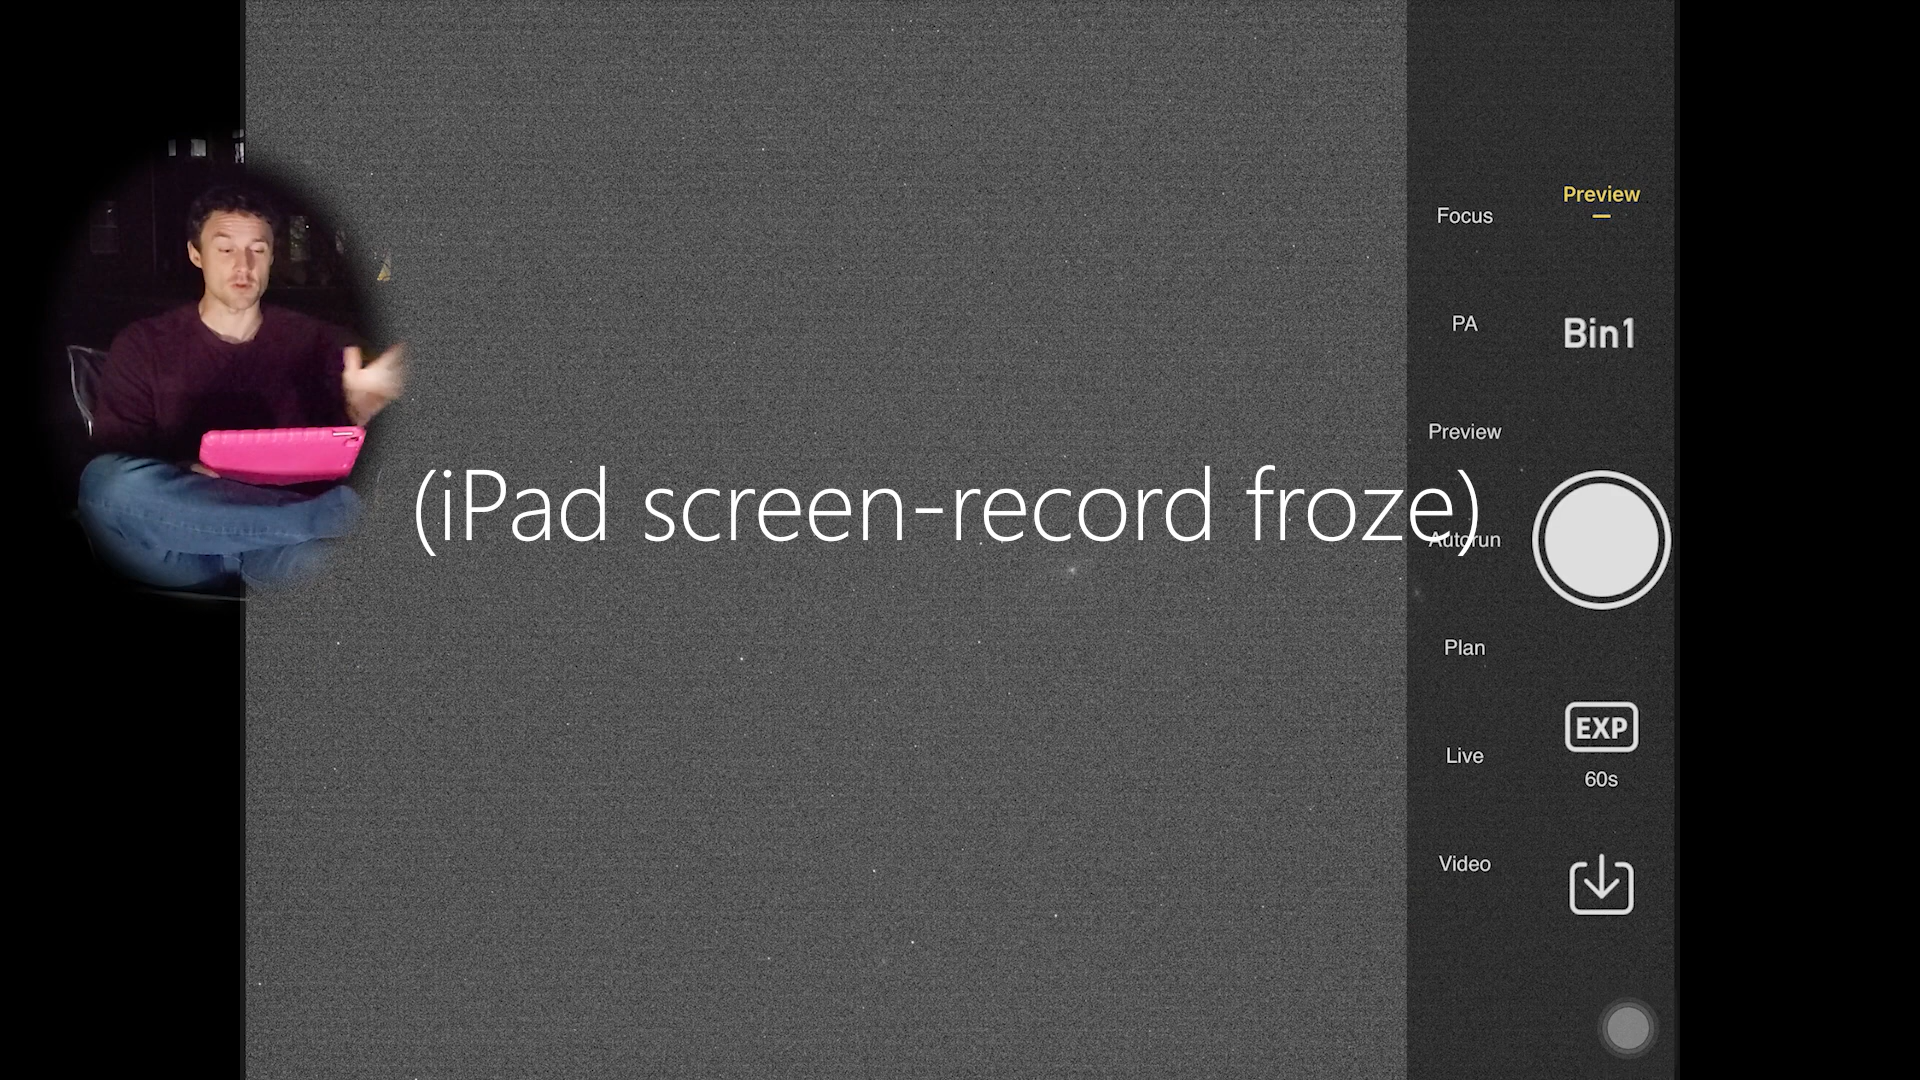 Preview
Focus
PA
Bin1
Preview
(iPad screen-record froze)
Autorun
Plan
EXP
Live
60s
Video